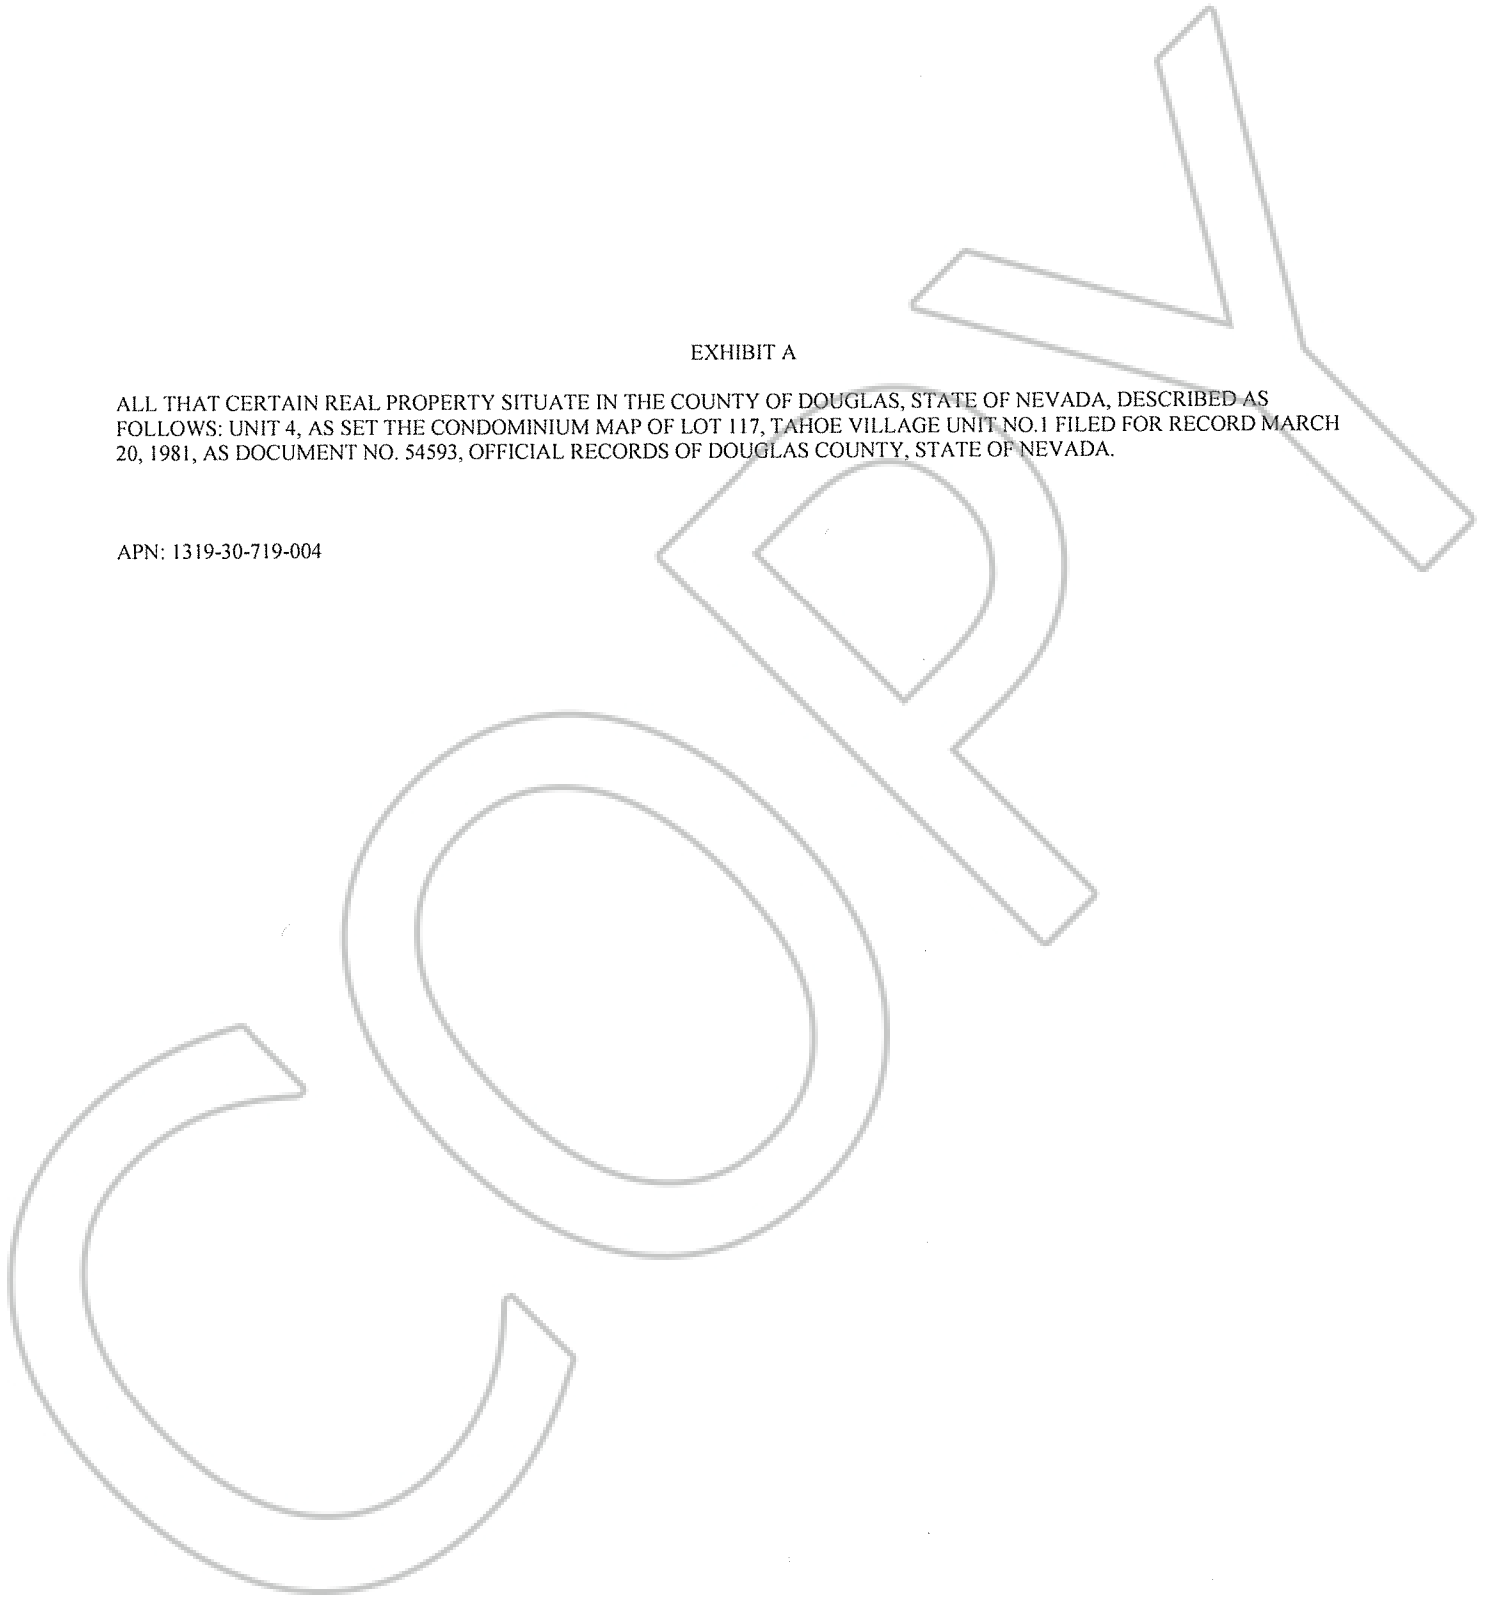 EXHIBIT A
ALL THAT CERTAIN REAL PROPERTY SITUATE IN THE COUNTY OF DOUGLAS, STATE OF NEVADA, DESCRIBED AS
FOLLOWS: UNIT 4, AS SET THE CONDOMINIUM MAP OF LOT 117, TAHOE VILLAGE UNIT NO.1 FILED FOR RECORD MARCH
20, 1981, AS DOCUMENT NO. 54593, OFFICIAL RECORDS OF DOUGLAS COUNTY, STATE OF NEVADA.
APN: 1319-30-719-004
COPY